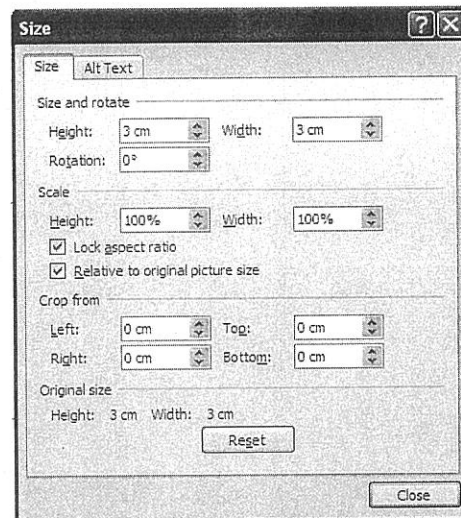 Size
Size Alt Text
Size and rotate
Height: 3 cm Width: 3 cm
Rotation: 0°
Scale
Height: 100% Width: 100%
Lock aspect ratio
Relative to original picture size
Crop from
Left: 0 cm Top: 0 cm
Right: 0 cm Bottom: 0 cm
Original size
Height: 3 cm Width: 3 cm
Reset
Close